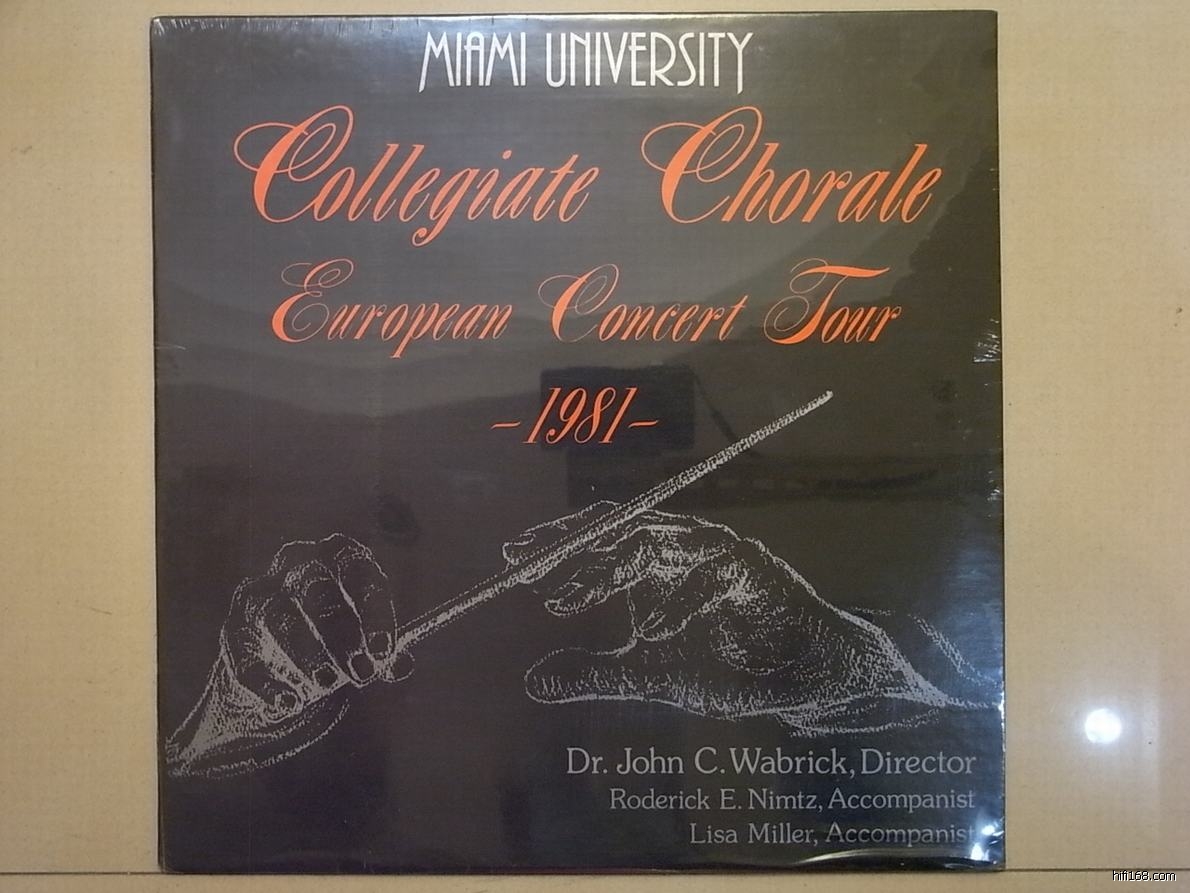 MIAMI UNIVERSITY
Collegiate Chorale
European Concert Tour
-1981-
Dr. John C. Wabrick, Director
Roderick E. Nimtz, Accompanist
Lisa Miller, Accompanist
hifi168.com